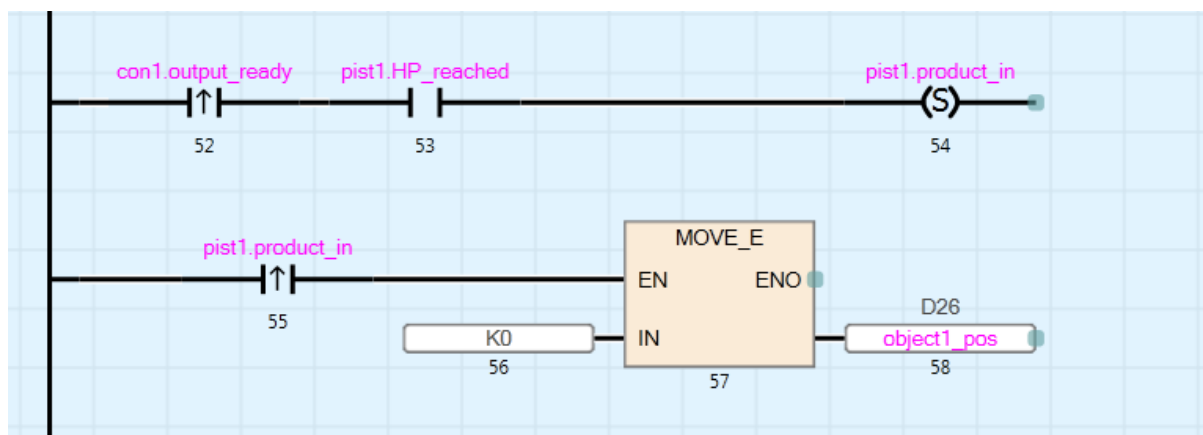 con1.output_ready pist1.HP_reached pist1.product_in
(S)
52 53 54
pist1.product_in MOVE_E
EN ENO
55 D26
K0 IN object1_pos
56 57 58